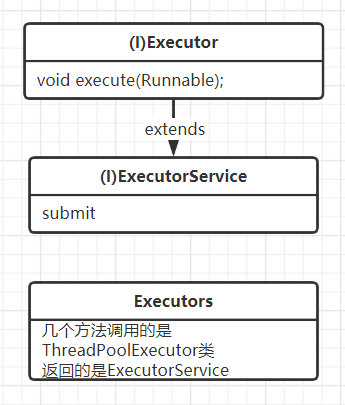 (I)Executor
void execute(Runnable);
extends
(I)ExecutorService
submit
Executors
几个方法调用的是
ThreadPoolExecutor类
返回的是ExecutorService